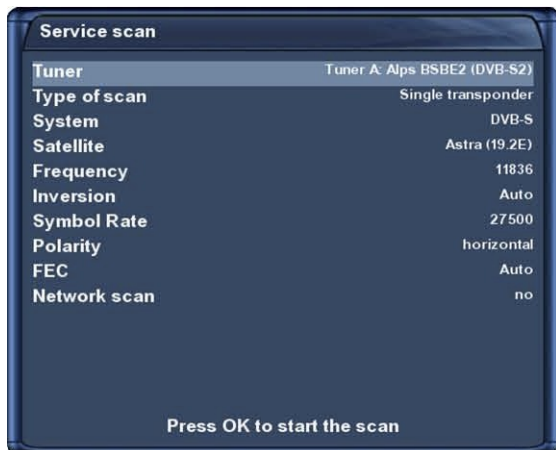 Service scan
Tuner Tuner A: Alps BSBE2 (DVB-S2)
Type of scan Single transponder
System DVB-S
Satellite Astra (19.2E)
Frequency 11836
Inversion Auto
Symbol Rate 27500
Polarity horizontal
FEC Auto
Network scan no
Press OK to start the scan